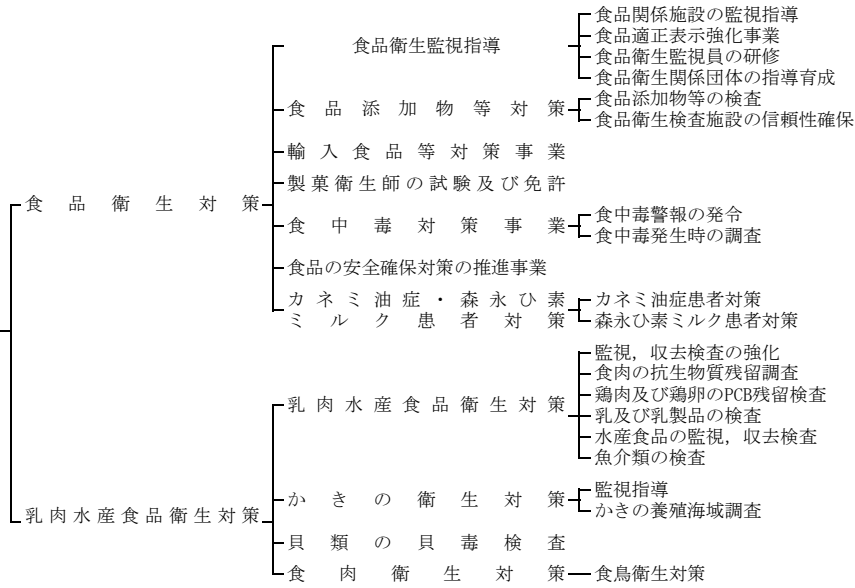 食品衛生対策
食品衛生監視指導
食品関係施設の監視指導
食品適正表示強化事業
食品衛生監視員の研修
食品衛生関係団体の指導育成
食品添加物等対策
食品添加物等の検査
食品衛生検査施設の信頼性確保
輸入食品等対策事業
製菓衛生師の試験及び免許
食中毒対策事業
食中毒警報の発令
食中毒発生時の調査
食品の安全確保対策の推進事業
カネミ油症・森永ひ素
ミルク患者対策
カネミ油症患者対策
森永ひ素ミルク患者対策
乳肉水産食品衛生対策
乳肉水産食品衛生対策
監視，収去検査の強化
食肉の抗生物質残留調査
鶏肉及び鶏卵のPCB残留検査
乳及び乳製品の検査
水産食品の監視，収去検査
魚介類の検査
かきの衛生対策
監視指導
かきの養殖海域調査
貝類の貝毒検査
食肉衛生対策
食鳥衛生対策